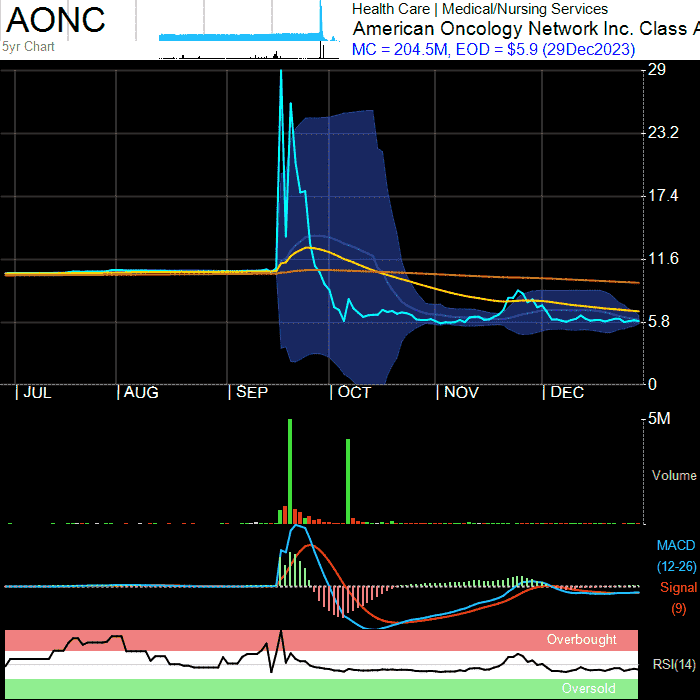 AONC
5yr Chart
Health Care | Medical/Nursing Services
American Oncology Network Inc. Class A
MC = 204.5M, EOD = $5.9 (29Dec2023)
29
23.2
17.4
11.6
5.8
0
JUL
AUG
SEP
OCT
NOV
DEC
5M
Volume
MACD
(12-26)
Signal
(9)
Overbought
RSI(14)
Oversold